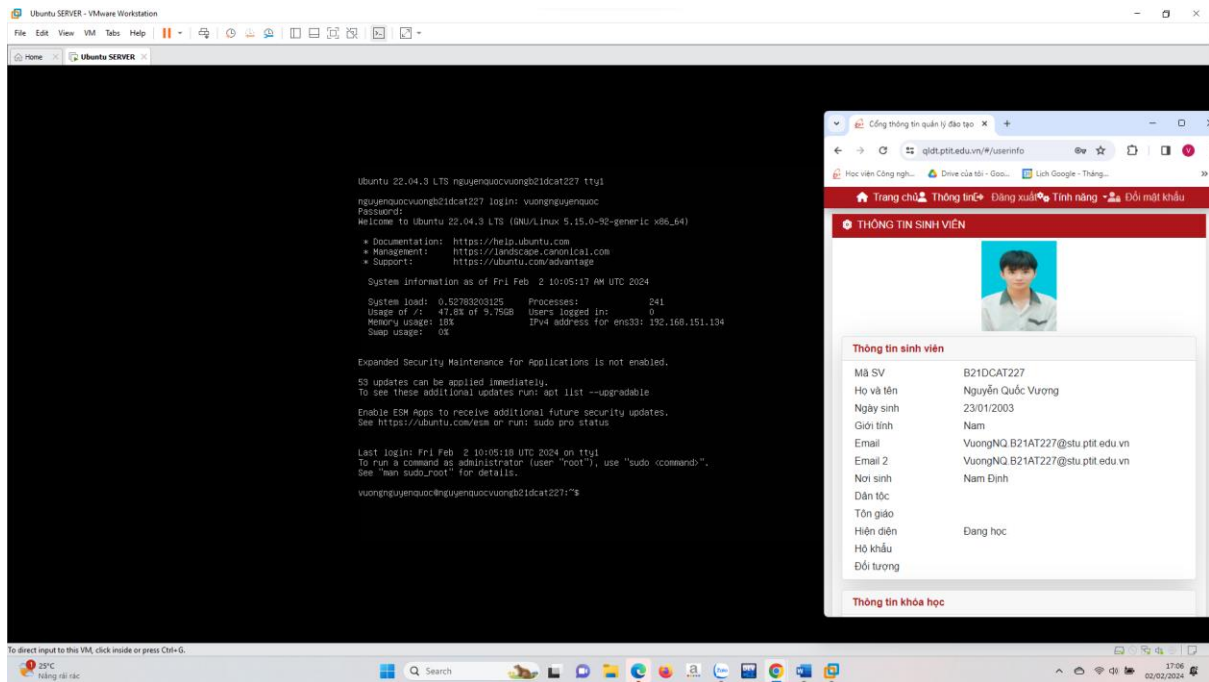 Ubuntu SERVER - VMware Workstation
File Edit View VM Tabs Help
Home
Ubuntu SERVER
Ubuntu 22.04.3 LTS nguyenquocvuongb21dcat227 tty1
nguyenquocvuongb21dcat227 login: vuongnguyenquoc
Password:
Welcome to Ubuntu 22.04.3 LTS (GNU/Linux 5.15.0-92-generic x86_64)
* Documentation: https://help.ubuntu.com
* Management: https://landscape.canonical.com
* Support: https://ubuntu.com/advantage
System information as of Fri Feb 2 10:05:17 AM UTC 2024
System load: 0.52783203125 Processes: 241
Usage of /: 47.8% of 9.75GB Users logged in: 0
Memory usage: 18% IPv4 address for ens33: 192.168.151.134
Swap usage: 0%
Expanded Security Maintenance for Applications is not enabled.
53 updates can be applied immediately.
To see these additional updates run: apt list --upgradable
Enable ESM Apps to receive additional future security updates.
See https://ubuntu.com/esm or run: sudo pro status
Last login: Fri Feb 2 10:05:18 UTC 2024 on tty1
To run a command as administrator (user "root"), use "sudo <command>".
See "man sudo_root" for details.
vuongnguyenquoc@nguyenquocvuongb21dcat227:~$
Cổng thông tin quản lý đào tạo
qldt.ptit.edu.vn/#/userinfo
V
Học viện Công ngh... Drive của tôi - Goo... Lịch Google - Tháng...
Trang chủ Thông tin Đăng xuất Tính năng Đổi mật khẩu
THÔNG TIN SINH VIÊN
Thông tin sinh viên
Mã SV B21DCAT227
Họ và tên Nguyễn Quốc Vượng
Ngày sinh 23/01/2003
Giới tính Nam
Email VuongNQ.B21AT227@stu.ptit.edu.vn
Email 2 VuongNQ.B21AT227@stu.ptit.edu.vn
Nơi sinh Nam Định
Dân tộc
Tôn giáo
Hiện diện Đang học
Hộ khẩu
Đối tượng
Thông tin khóa học
To direct input to this VM, click inside or press Ctrl+G.
1
25°C
Nắng rải rác
Search
17:06
02/02/2024